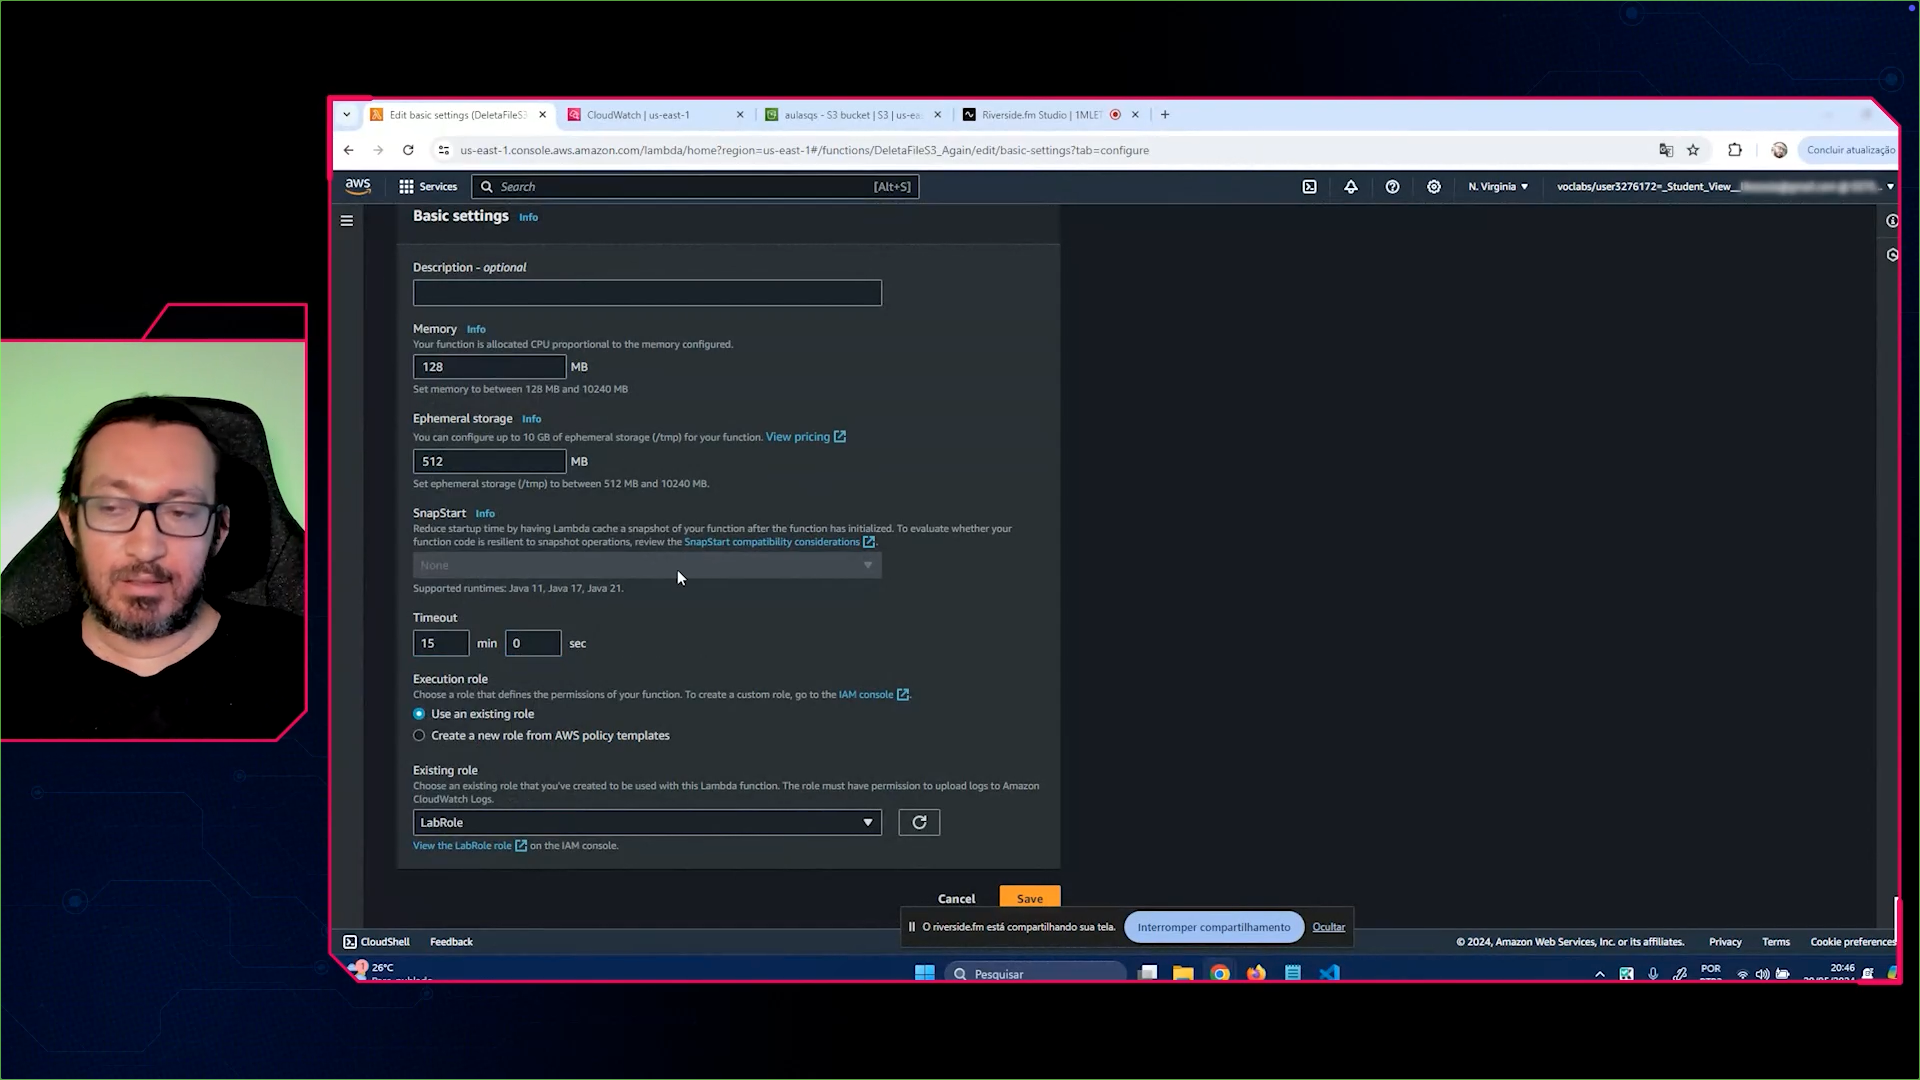 Edit basic settings (DeletaFileS3
CloudWatch | us-east-1
aulasqs - S3 bucket | S3 | us-ea
Riverside.fm Studio | 1MLET
us-east-1.console.aws.amazon.com/lambda/home?region=us-east-1#/functions/DeletaFileS3_Again/edit/basic-settings?tab=configure
Concluir atualização
aws
Services
Search
[Alt+S]
N. Virginia
voclabs/user3276172=_Student_View__
Basic settings Info
Description - optional
Memory Info
Your function is allocated CPU proportional to the memory configured.
128 MB
Set memory to between 128 MB and 10240 MB
Ephemeral storage Info
You can configure up to 10 GB of ephemeral storage (/tmp) for your function. View pricing
512 MB
Set ephemeral storage (/tmp) to between 512 MB and 10240 MB.
SnapStart Info
Reduce startup time by having Lambda cache a snapshot of your function after the function has initialized. To evaluate whether your
function code is resilient to snapshot operations, review the SnapStart compatibility considerations.
None
Supported runtimes: Java 11, Java 17, Java 21.
Timeout
15 min 0 sec
Execution role
Choose a role that defines the permissions of your function. To create a custom role, go to the IAM console.
Use an existing role
Create a new role from AWS policy templates
Existing role
Choose an existing role that you've created to be used with this Lambda function. The role must have permission to upload logs to Amazon
CloudWatch Logs.
LabRole
View the LabRole role on the IAM console.
Cancel
Save
O riverside.fm está compartilhando sua tela.
Interromper compartilhamento
Ocultar
CloudShell
Feedback
© 2024, Amazon Web Services, Inc. or its affiliates.
Privacy
Terms
Cookie preferences
1
26°C
Pesquisar
POR
20:46